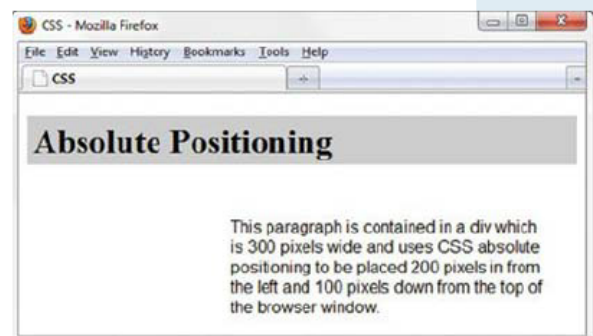 CSS - Mozilla Firefox
File Edit View History Bookmarks Tools Help
CSS
Absolute Positioning
This paragraph is contained in a div which
is 300 pixels wide and uses CSS absolute
positioning to be placed 200 pixels in from
the left and 100 pixels down from the top of
the browser window.